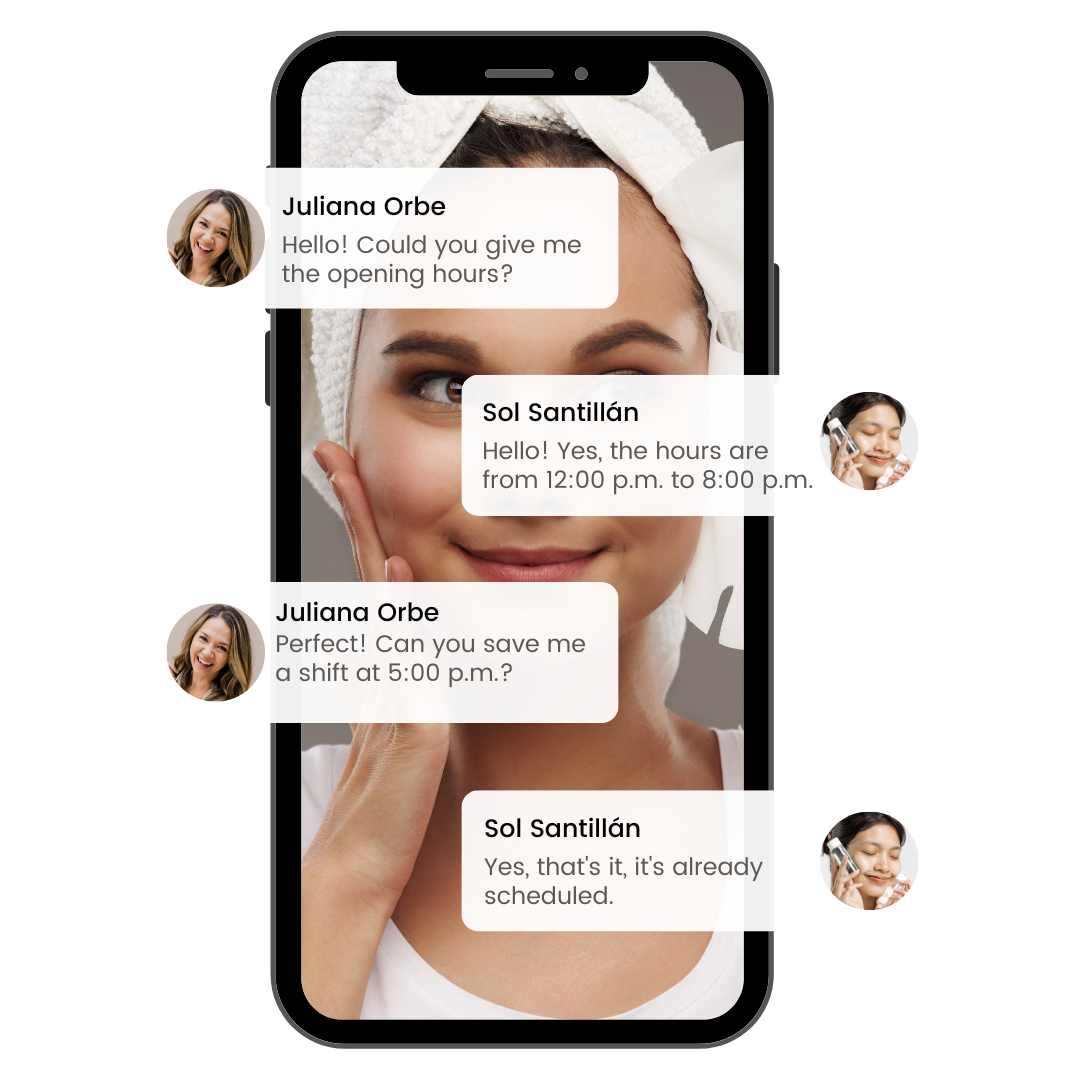 Juliana Orbe
Hello! Could you give me
the opening hours?
Sol Santillán
Hello! Yes, the hours are
from 12:00 p.m. to 8:00 p.m.
Juliana Orbe
Perfect! Can you save me
a shift at 5:00 p.m.?
Sol Santillán
Yes, that's it, it's already
scheduled.